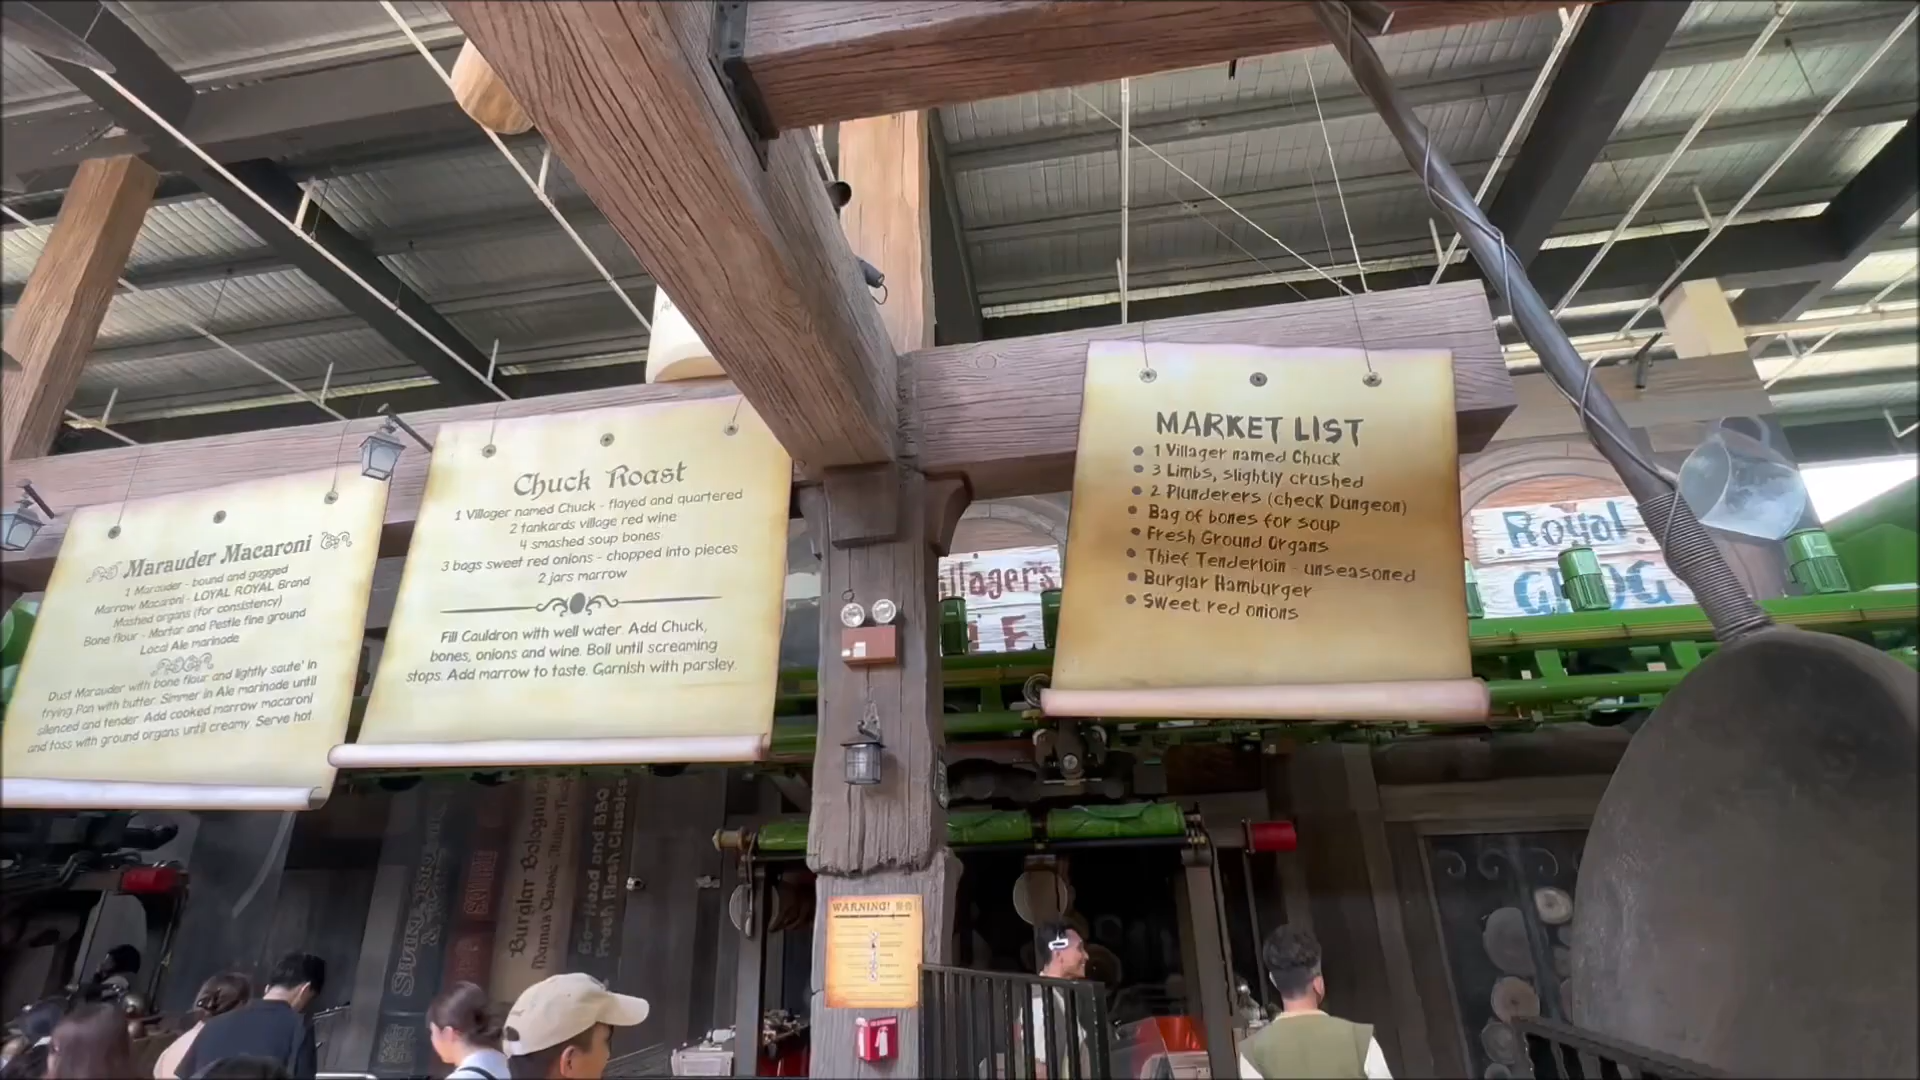 Marauder Macaroni
1 Marauder - bound and gagged
Marrow Macaroni - LOYAL ROYAL Brand
Mashed organs (for consistency)
Bone flour - Mortar and Pestle fine ground
Local Ale marinade
Dust Marauder with bone flour and lightly saute' in
frying Pan with butter. Simmer in Ale marinade until
silenced and tender. Add cooked marrow macaroni
and toss with ground organs until creamy. Serve hot.
Chuck Roast
1 Villager named Chuck - flayed and quartered
2 tankards village red wine
4 smashed soup bones
3 bags sweet red onions - chopped into pieces
2 jars marrow
Fill Cauldron with well water. Add Chuck,
bones, onions and wine. Boil until screaming
stops. Add marrow to taste. Garnish with parsley.
MARKET LIST
1 Villager named Chuck
3 Limbs, slightly crushed
2 Plunderers (check Dungeon)
Bag of bones for soup
Fresh Ground Organs
Thief Tenderloin - unseasoned
Burglar Hamburger
Sweet red onions
illager's
Royal
Burglar Bologna
Fresh Flesh Classics
WARNING!